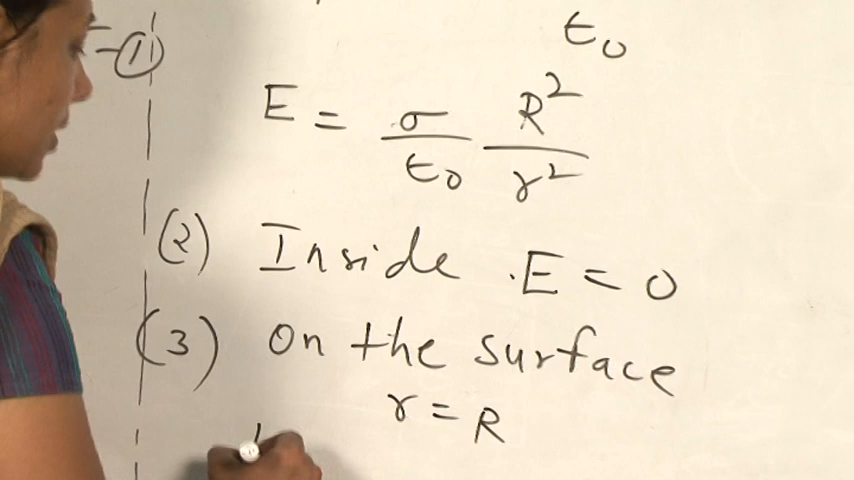 ϵ₀
-①
E = σ/ϵ₀ R²/r²
(2) Inside .E = 0
(3) on the surface
r = R